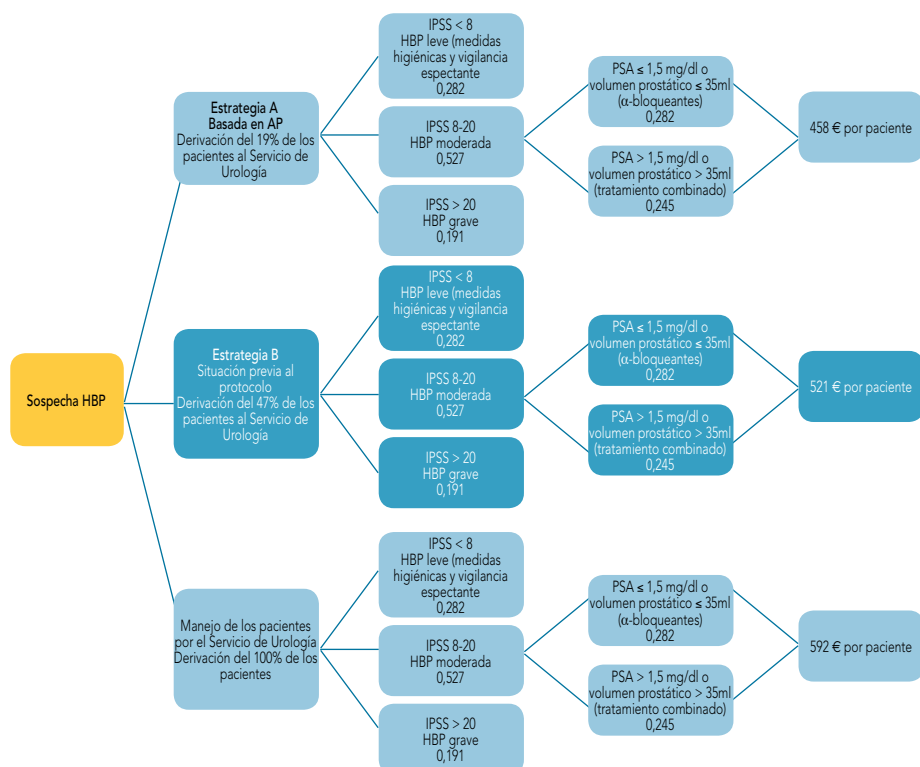 Sospecha HBP
Estrategia A
Basada en AP
Derivación del 19% de los
pacientes al Servicio de
Urología
IPSS < 8
HBP leve (medidas
higiénicas y vigilancia
espectante
0,282
IPSS 8-20
HBP moderada
0,527
IPSS > 20
HBP grave
0,191
PSA ≤ 1,5 mg/dl o
volumen prostático ≤ 35ml
(α-bloqueantes)
0,282
PSA > 1,5 mg/dl o
volumen prostático > 35ml
(tratamiento combinado)
0,245
458 € por paciente
Estrategia B
Situación previa al
protocolo
Derivación del 47% de los
pacientes al Servicio de
Urología
IPSS < 8
HBP leve (medidas
higiénicas y vigilancia
espectante
0,282
IPSS 8-20
HBP moderada
0,527
IPSS > 20
HBP grave
0,191
PSA ≤ 1,5 mg/dl o
volumen prostático ≤ 35ml
(α-bloqueantes)
0,282
PSA > 1,5 mg/dl o
volumen prostático > 35ml
(tratamiento combinado)
0,245
521 € por paciente
Manejo de los pacientes
por el Servicio de Urología
Derivación del 100% de los
pacientes
IPSS < 8
HBP leve (medidas
higiénicas y vigilancia
espectante
0,282
IPSS 8-20
HBP moderada
0,527
IPSS > 20
HBP grave
0,191
PSA ≤ 1,5 mg/dl o
volumen prostático ≤ 35ml
(α-bloqueantes)
0,282
PSA > 1,5 mg/dl o
volumen prostático > 35ml
(tratamiento combinado)
0,245
592 € por paciente